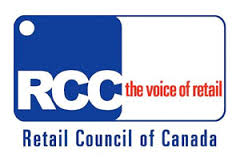 RCC the voice of retail
Retail Council of Canada